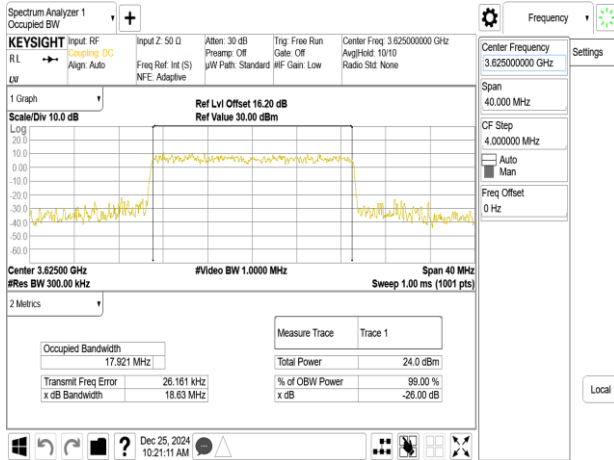 Spectrum Analyzer 1
Occupied BW
Frequency
KEYSIGHT
RL
LXI
Input: RF
Coupling: DC
Align: Auto
Input Z: 50 Ω
Freq Ref: Int (S)
NFE: Adaptive
Atten: 30 dB
Preamp: Off
µW Path: Standard
Trig: Free Run
Gate: Off
#IF Gain: Low
Center Freq: 3.625000000 GHz
Avg|Hold: 10/10
Radio Std: None
Center Frequency
3.625000000 GHz
Settings
Span
40.000 MHz
CF Step
4.000000 MHz
Auto
Man
Freq Offset
0 Hz
Local
1 Graph
Scale/Div 10.0 dB
Ref Lvl Offset 16.20 dB
Ref Value 30.00 dBm
Log
20.0
10.0
0.00
-10.0
-20.0
-30.0
-40.0
-50.0
-60.0
Center 3.62500 GHz
#Video BW 1.0000 MHz
Span 40 MHz
#Res BW 300.00 kHz
Sweep 1.00 ms (1001 pts)
2 Metrics
Measure Trace Trace 1
Occupied Bandwidth
17.921 MHz
Total Power 24.0 dBm
Transmit Freq Error 26.161 kHz
% of OBW Power 99.00 %
x dB Bandwidth 18.63 MHz
x dB -26.00 dB
?
Dec 25, 2024
10:21:11 AM